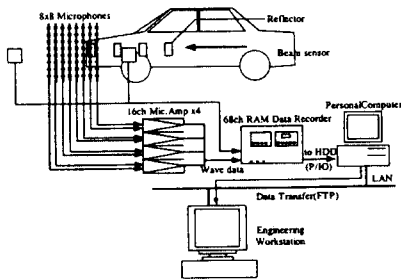 Reflector
8x8 Microphones
Beam sensor
16ch Mic.Amp x4
68ch RAM Data Recorder
PersonalComputer
to HDD
(P/IO)
Wave data
LAN
Data Transfer(FTP)
Engineering
Workstation